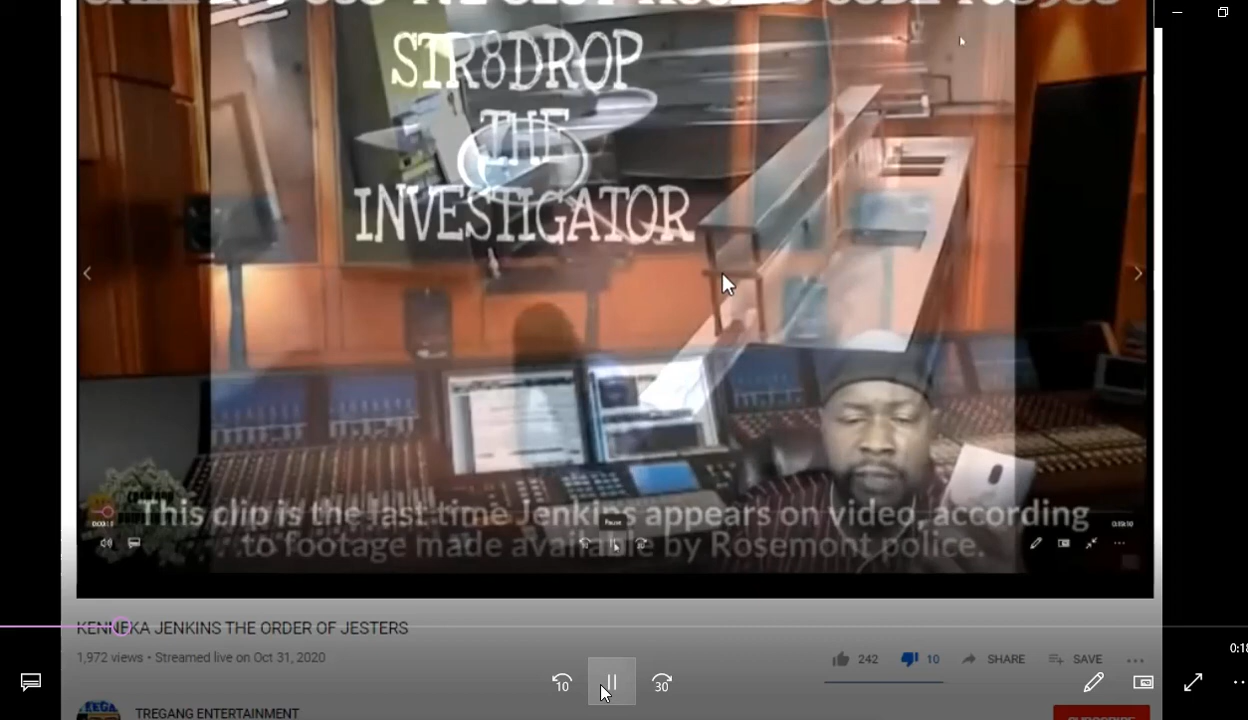 STR8DROP
THE
INVESTIGATOR
This clip is the last time Jenkins appears on video, according
to footage made available by Rosemont police.
Pause
KENNEKA JENKINS THE ORDER OF JESTERS
1,972 views • Streamed live on Oct 31, 2020
242 10 SHARE SAVE
0:18
10 30
TREGANG ENTERTAINMENT
SUBSCRIBE